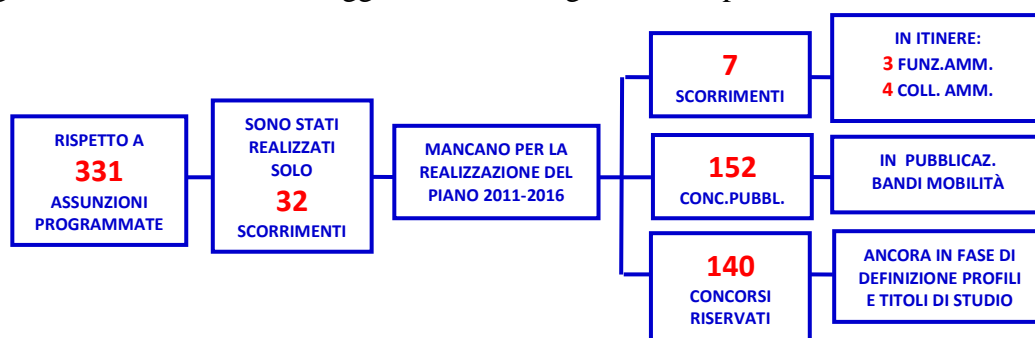 RISPETTO A
331
ASSUNZIONI
PROGRAMMATE
SONO STATI
REALIZZATI
SOLO
32
SCORRIMENTI
MANCANO PER LA
REALIZZAZIONE DEL
PIANO 2011-2016
7
SCORRIMENTI
IN ITINERE:
3 FUNZ.AMM.
4 COLL. AMM.
152
CONC.PUBBL.
IN PUBBLICAZ.
BANDI MOBILITÀ
140
CONCORSI
RISERVATI
ANCORA IN FASE DI
DEFINIZIONE PROFILI
E TITOLI DI STUDIO